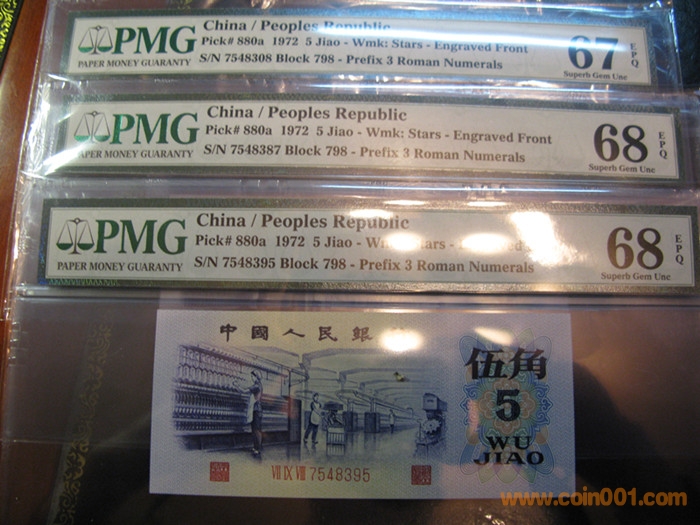 PMG
PAPER MONEY GUARANTY
China / Peoples Republic
Pick# 880a 1972 5 Jiao - Wmk: Stars - Engraved Front
S/N 7548308 Block 798 - Prefix 3 Roman Numerals
67 EPQ
Superb Gem Unc
PMG
PAPER MONEY GUARANTY
China / Peoples Republic
Pick# 880a 1972 5 Jiao - Wmk: Stars - Engraved Front
S/N 7548387 Block 798 - Prefix 3 Roman Numerals
68 EPQ
Superb Gem Unc
PMG
PAPER MONEY GUARANTY
China / Peoples Republic
Pick# 880a 1972 5 Jiao - Wmk: Stars -
S/N 7548395 Block 798 - Prefix 3 Roman Numerals
68 EPQ
Superb Gem Unc
中國人民銀
伍角
5
WU
JIAO
VII IX VIII 7548395
www.coin001.com